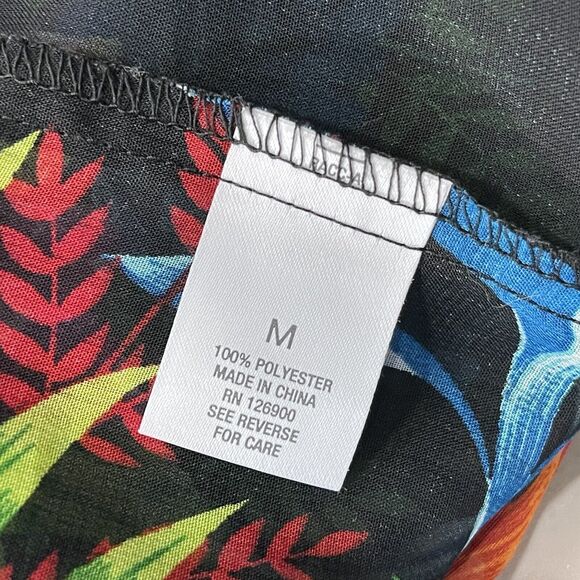 M
100% POLYESTER
MADE IN CHINA
RN 126900
SEE REVERSE
FOR CARE